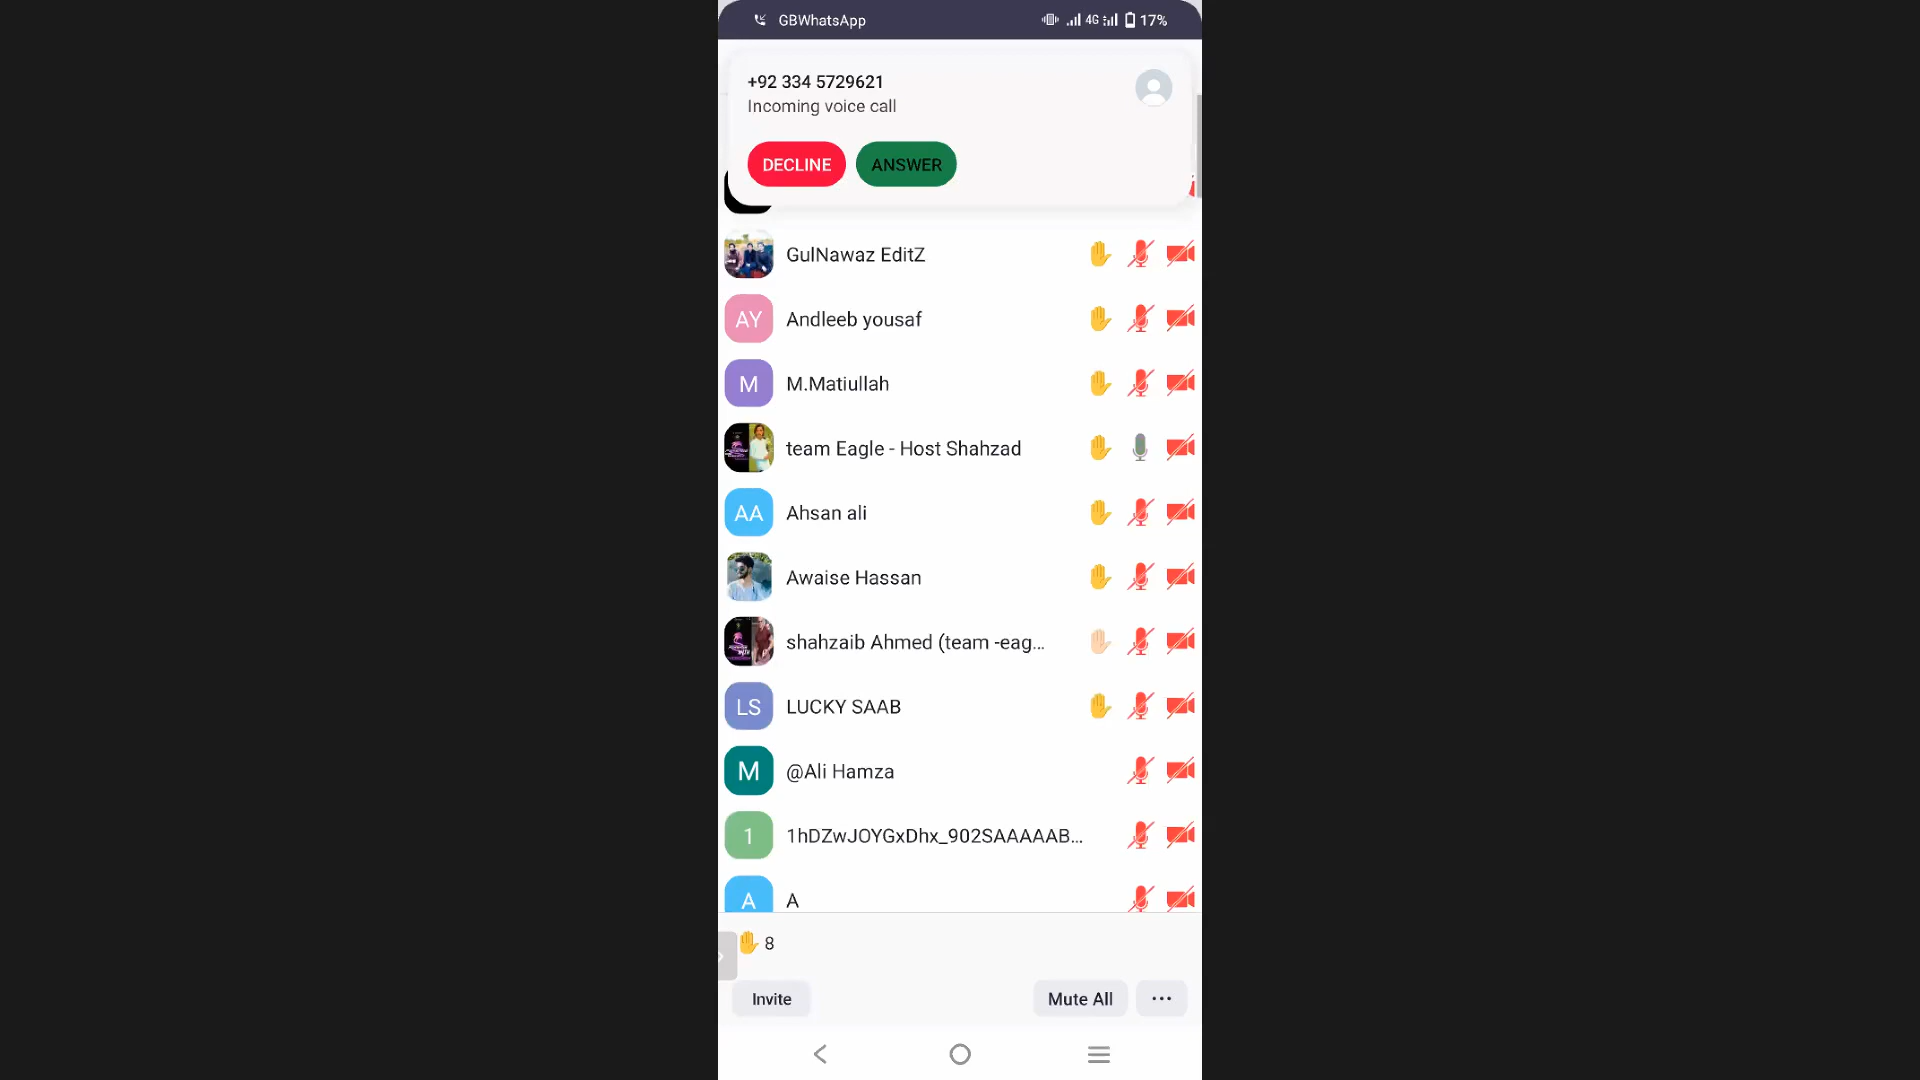 GBWhatsApp
4G 17%
+92 334 5729621
Incoming voice call
DECLINE ANSWER
GulNawaz EditZ
AY Andleeb yousaf
M M.Matiullah
team Eagle - Host Shahzad
AA Ahsan ali
Awaise Hassan
shahzaib Ahmed (team -eag...
LS LUCKY SAAB
M @Ali Hamza
1 1hDZwJOYGxDhx_902SAAAAAB...
A A
8
Invite Mute All ...